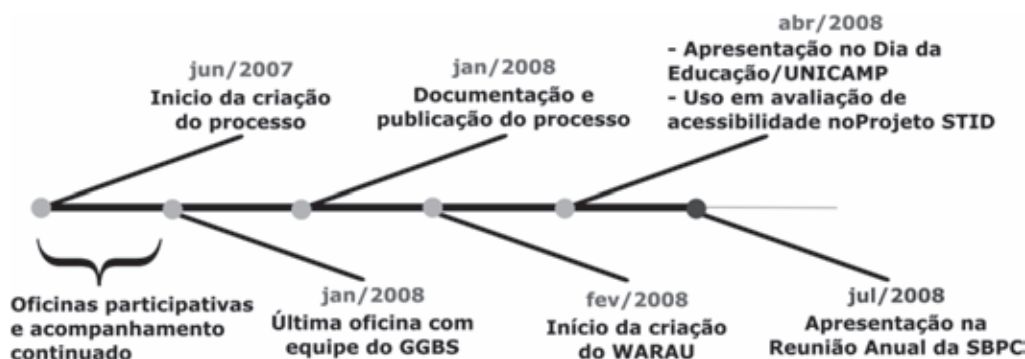 jun/2007
Inicio da criação
do processo
jan/2008
Documentação e
publicação do processo
abr/2008
- Apresentação no Dia da
Educação/UNICAMP
- Uso em avaliação de
acessibilidade noProjeto STID
Oficinas participativas
e acompanhamento
continuado
jan/2008
Última oficina com
equipe do GGBS
fev/2008
Início da criação
do WARAU
jul/2008
Apresentação na
Reunião Anual da SBPC